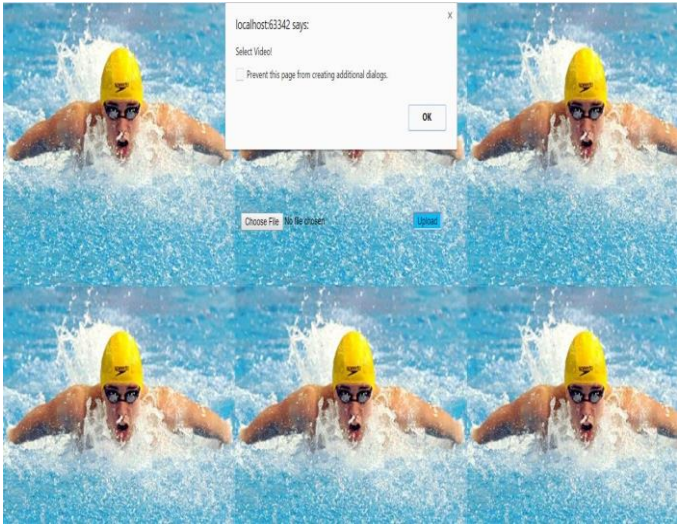 localhost:63342 says:
X
Select Video!
Prevent this page from creating additional dialogs.
OK
Choose File No file chosen Upload